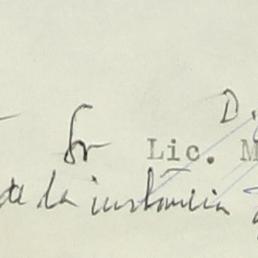 D.
Sr Lic. M
de la instancia